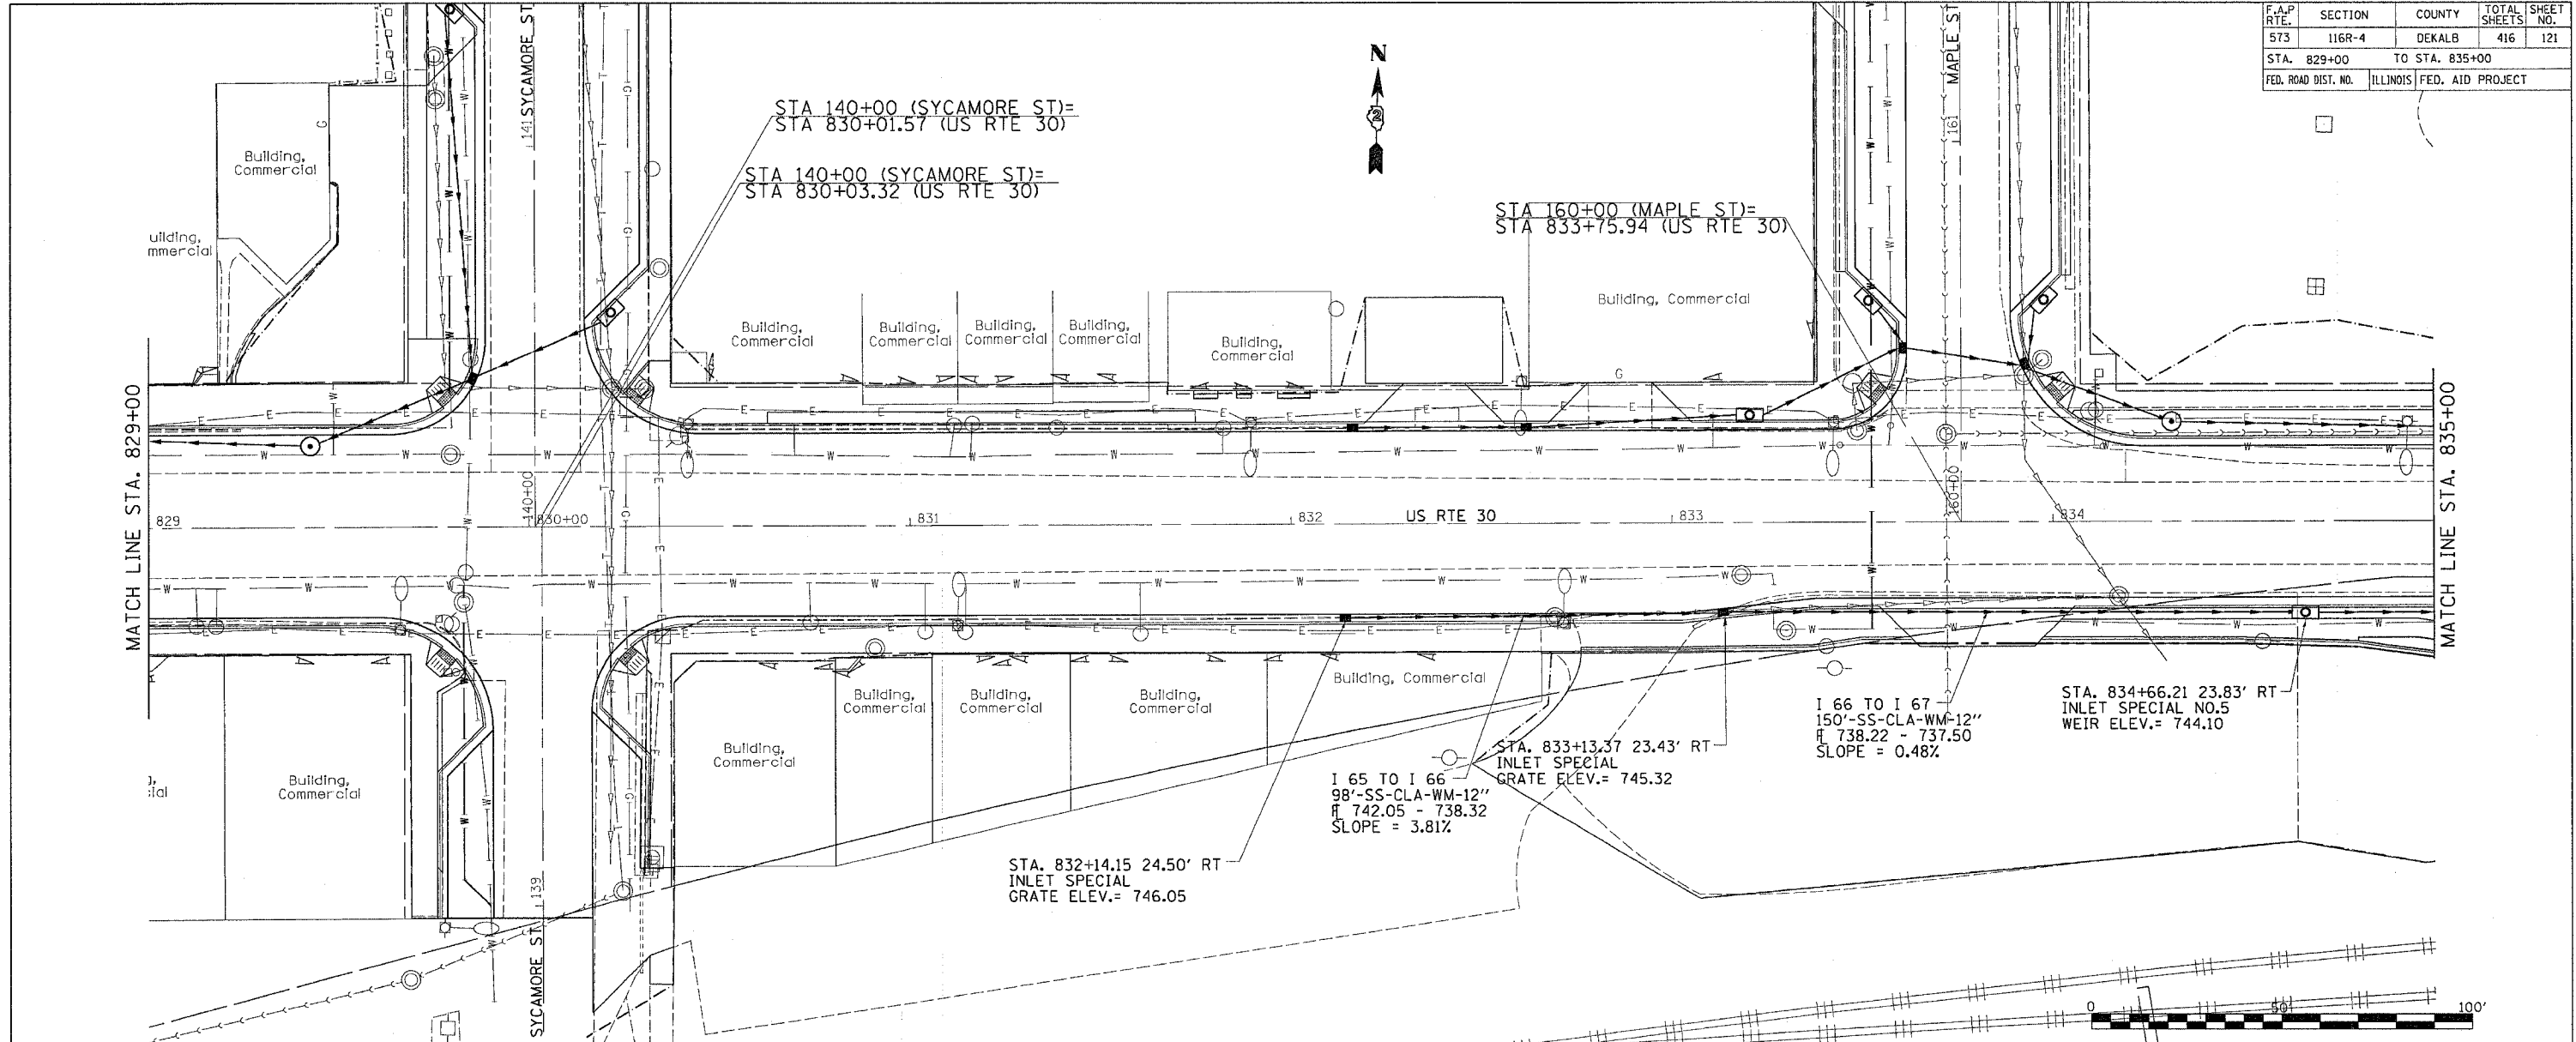 F.A.P RTE. SECTION COUNTY TOTAL SHEETS SHEET NO.
573 116R-4 DEKALB 416 121
STA. 829+00 TO STA. 835+00
FED. ROAD DIST. NO. ILLINOIS FED. AID PROJECT
141 SYCAMORE ST
N
2
161 MAPLE ST
STA 140+00 (SYCAMORE ST)=
STA 830+01.57 (US RTE 30)
STA 140+00 (SYCAMORE ST)=
STA 830+03.32 (US RTE 30)
STA 160+00 (MAPLE ST)=
STA 833+75.94 (US RTE 30)
Building,
Commercial
uilding,
mmercial
Building,
Commercial
Building,
Commercial
Building,
Commercial
Building,
Commercial
Building,
Commercial
Building, Commercial
MATCH LINE STA. 829+00
MATCH LINE STA. 835+00
829
140+00
830+00
831
832
US RTE 30
833
160+00
834
Building,
Commercial
Building,
Commercial
Building,
Commercial
Building,
Commercial
Building,
Commercial
Building, Commercial
I 66 TO I 67
150'-SS-CLA-WM-12"
738.22 - 737.50
SLOPE = 0.48%
STA. 834+66.21 23.83' RT
INLET SPECIAL NO.5
WEIR ELEV.= 744.10
STA. 833+13.37 23.43' RT
INLET SPECIAL
GRATE ELEV.= 745.32
I 65 TO I 66
98'-SS-CLA-WM-12"
742.05 - 738.32
SLOPE = 3.81%
STA. 832+14.15 24.50' RT
INLET SPECIAL
GRATE ELEV.= 746.05
SYCAMORE ST 139
0 50' 100'